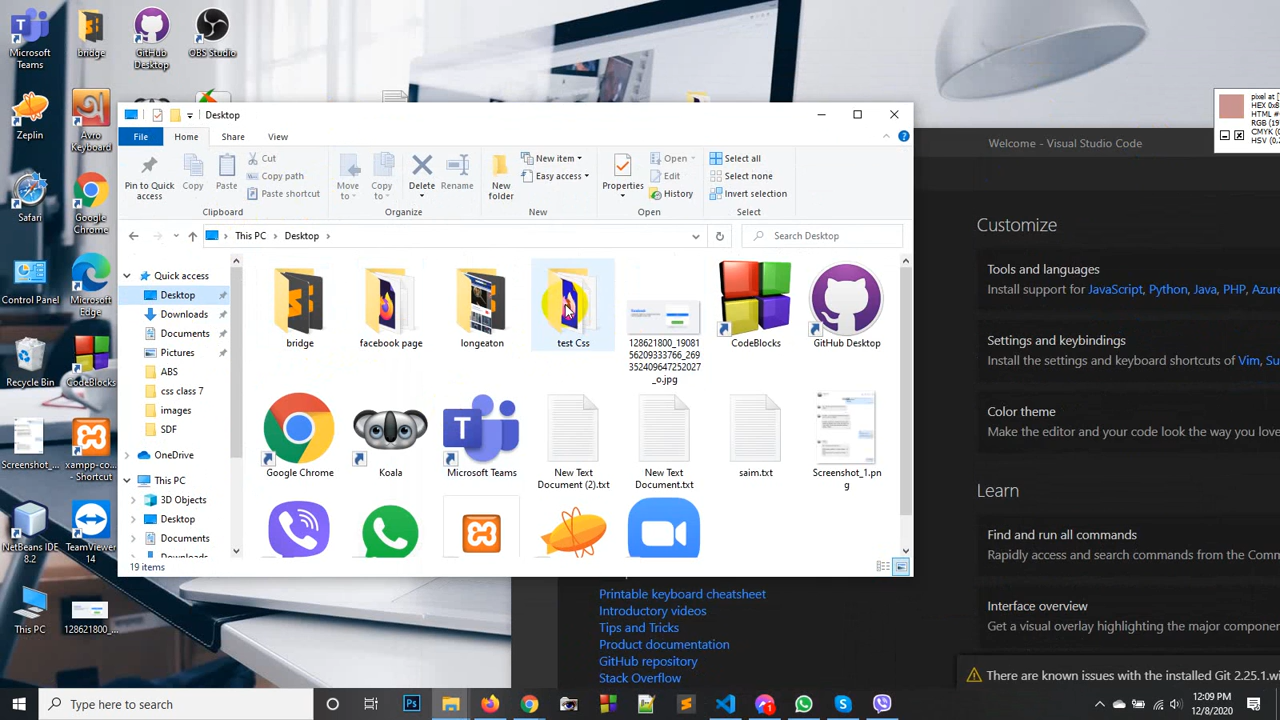 Microsoft
Teams
bridge
GitHub
Desktop
OBS Studio
Zeplin
Avro
Keyboard
Safari
Google
Chrome
Control Panel
Microsoft
Edge
Recycle Bin
CodeBlocks
Screenshot_...
xampp-co...
- Shortcut
NetBeans IDE
8.2
TeamViewer
14
This PC
128621800_...
Desktop
File
Home
Share
View
Pin to Quick
access
Copy
Paste
Cut
Copy path
Paste shortcut
Clipboard
Move
to
Copy
to
Delete
Rename
Organize
New
folder
New item
Easy access
New
Properties
Open
Edit
History
Open
Select all
Select none
Invert selection
Select
This PC
Desktop
Search Desktop
Quick access
Desktop
Downloads
Documents
Pictures
ABS
css class 7
images
SDF
OneDrive
This PC
3D Objects
Desktop
Documents
Downloads
bridge
facebook page
longeaton
test Css
128621800_19081
56209333766_269
352409647252027
_o.jpg
CodeBlocks
GitHub Desktop
Google Chrome
Koala
Microsoft Teams
New Text
Document (2).txt
New Text
Document.txt
saim.txt
Screenshot_1.pn
g
19 items
Welcome - Visual Studio Code
pixel at [
HEX 0x8
HTML #
RGB (19
CMYK (0
HSV (0.2
Customize
Tools and languages
Install support for JavaScript, Python, Java, PHP, Azure
Settings and keybindings
Install the settings and keyboard shortcuts of Vim, Su
Color theme
Make the editor and your code look the way you love
Learn
Find and run all commands
Rapidly access and search commands from the Comm
Interface overview
Get a visual overlay highlighting the major componen
Printable keyboard cheatsheet
Introductory videos
Tips and Tricks
Product documentation
GitHub repository
Stack Overflow
There are known issues with the installed Git 2.25.1.wi
Type here to search
Ps
1
12:09 PM
12/8/2020